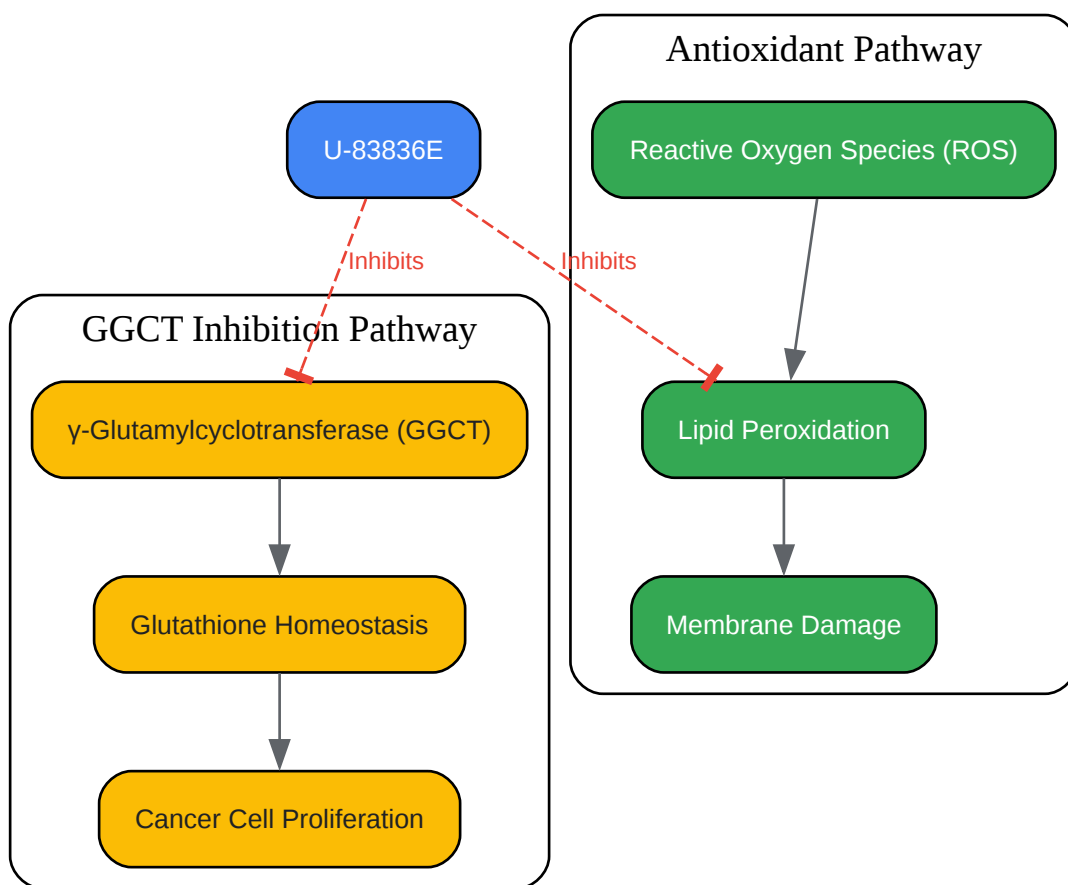 Antioxidant Pathway
U-83836E
Reactive Oxygen Species (ROS)
Inhibits
Inhibits
GGCT Inhibition Pathway
γ-Glutamylcyclotransferase (GGCT)
Lipid Peroxidation
Glutathione Homeostasis
Membrane Damage
Cancer Cell Proliferation